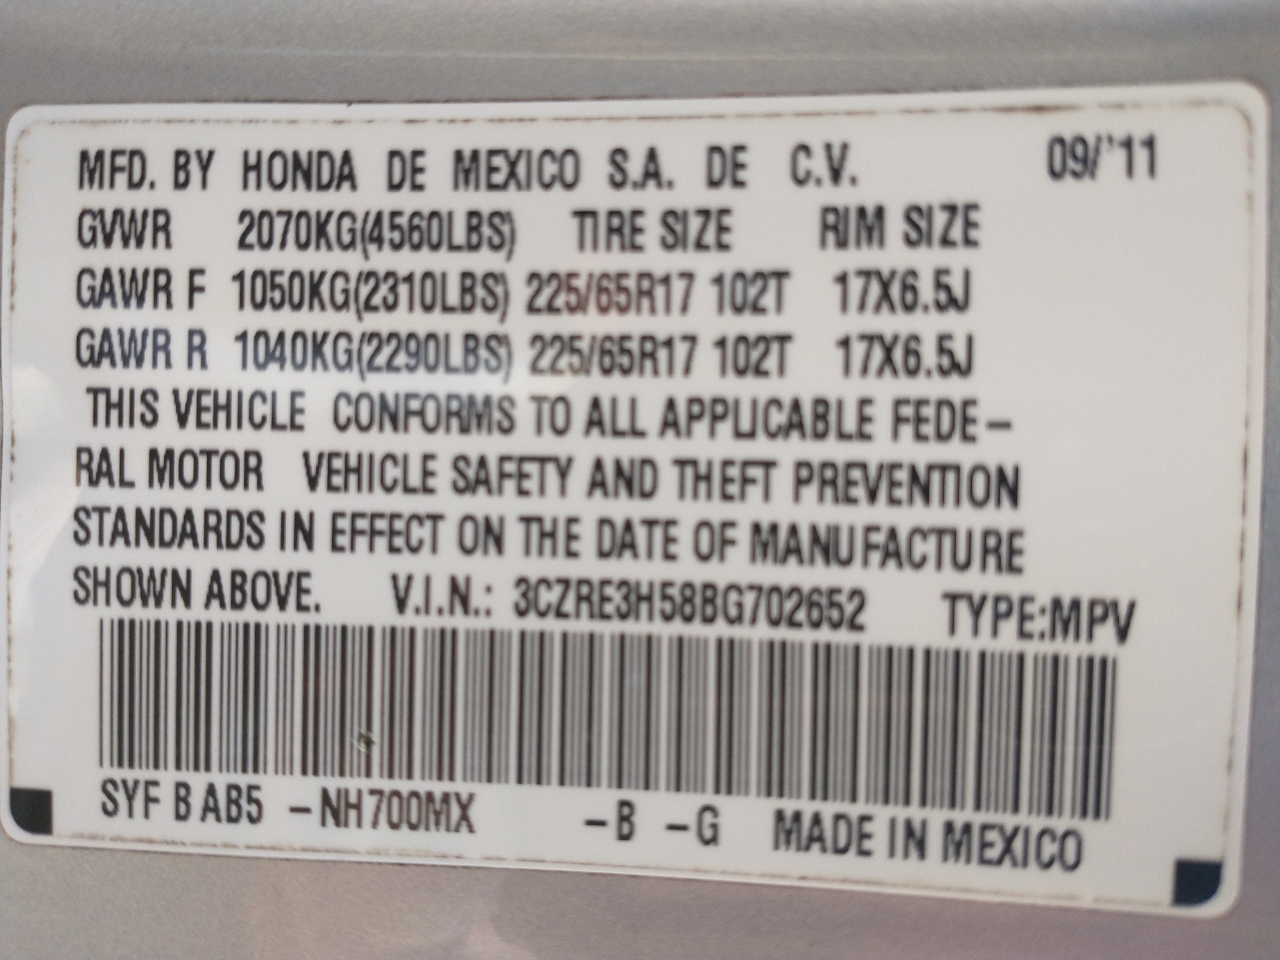 MFD. BY HONDA DE MEXICO S.A. DE C.V. 09/'11
GVWR 2070KG(4560LBS) TIRE SIZE RIM SIZE
GAWR F 1050KG(2310LBS) 225/65R17 102T 17X6.5J
GAWR R 1040KG(2290LBS) 225/65R17 102T 17X6.5J
THIS VEHICLE CONFORMS TO ALL APPLICABLE FEDE-
RAL MOTOR VEHICLE SAFETY AND THEFT PREVENTION
STANDARDS IN EFFECT ON THE DATE OF MANUFACTURE
SHOWN ABOVE. V.I.N.: 3CZRE3H58BG702652 TYPE:MPV
SYF B AB5 -NH700MX -B -G MADE IN MEXICO